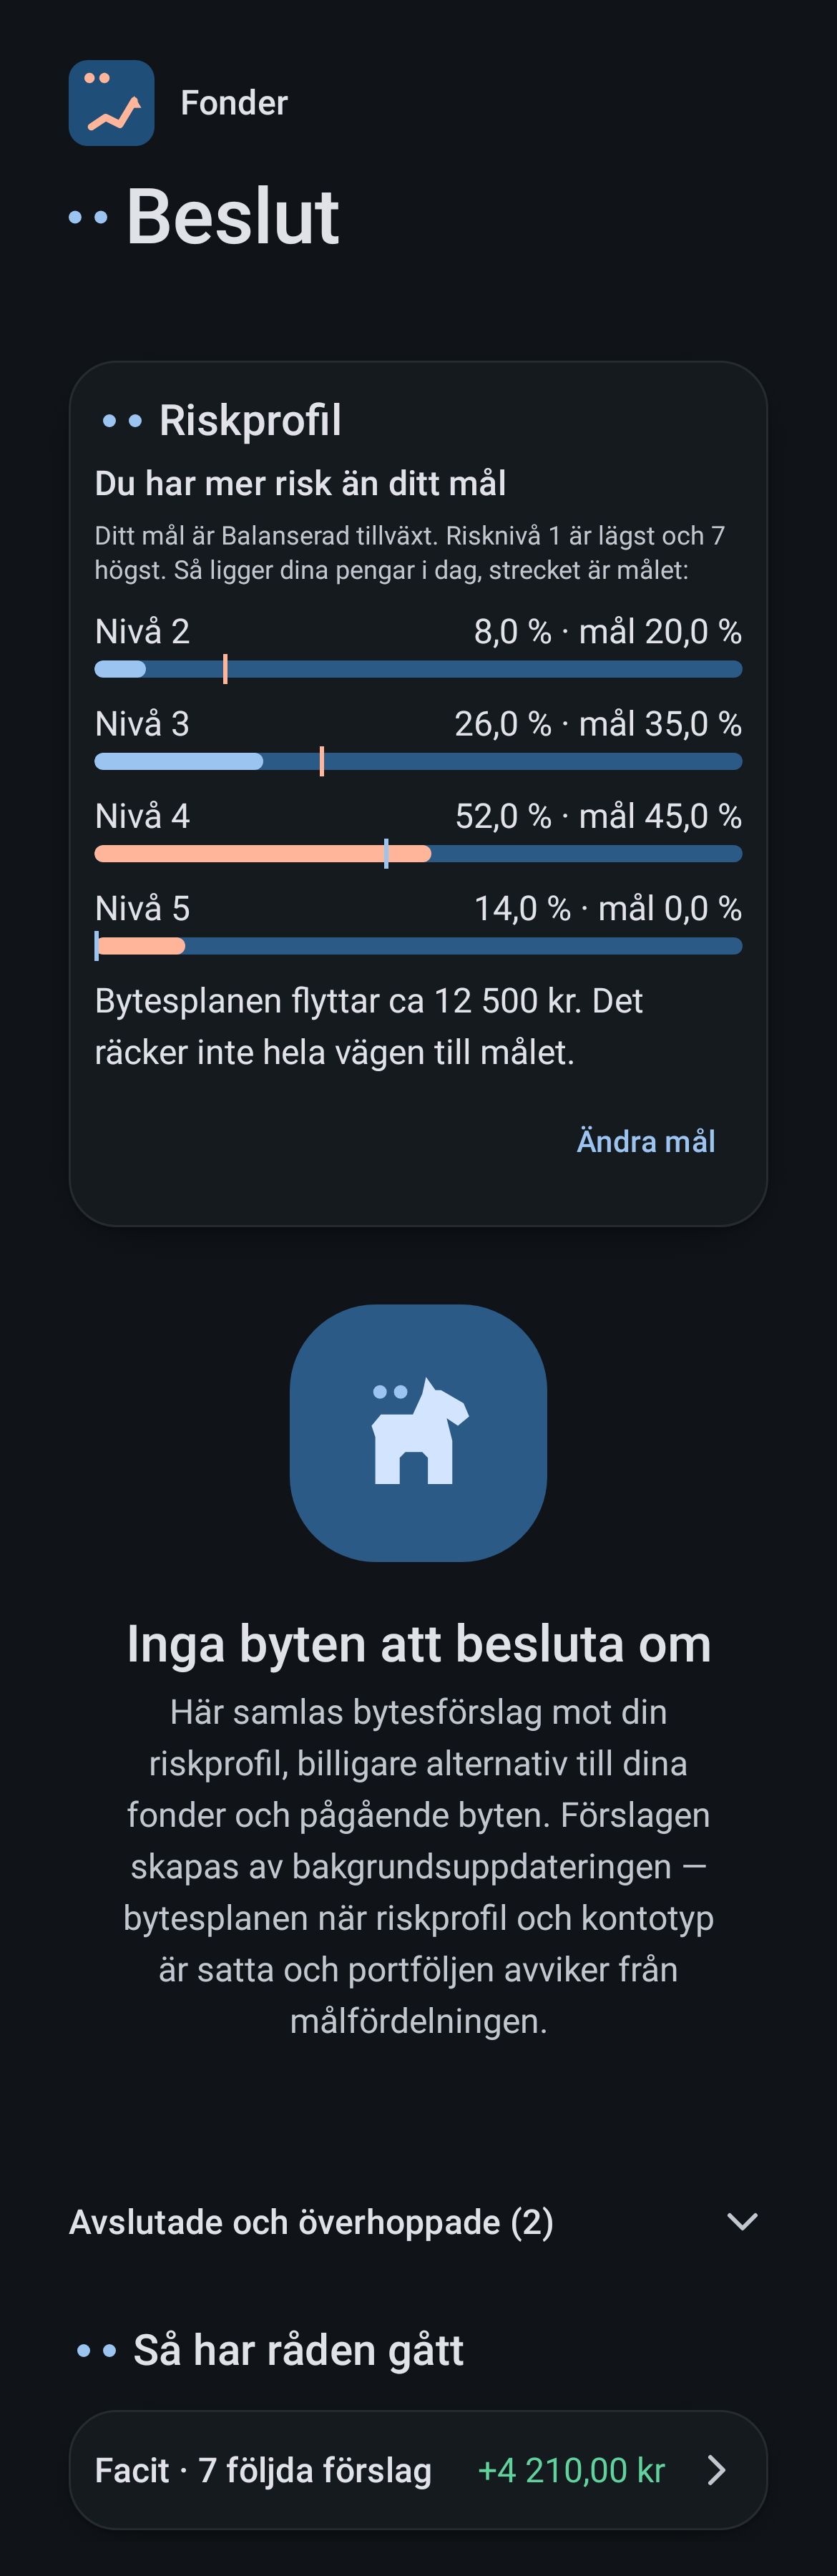 Fonder
Beslut
Riskprofil
Du har mer risk än ditt mål
Ditt mål är Balanserad tillväxt. Risknivå 1 är lägst och 7
högst. Så ligger dina pengar i dag, strecket är målet:
Nivå 2 8,0 % · mål 20,0 %
Nivå 3 26,0 % · mål 35,0 %
Nivå 4 52,0 % · mål 45,0 %
Nivå 5 14,0 % · mål 0,0 %
Bytesplanen flyttar ca 12 500 kr. Det
räcker inte hela vägen till målet.
Ändra mål
Inga byten att besluta om
Här samlas bytesförslag mot din
riskprofil, billigare alternativ till dina
fonder och pågående byten. Förslagen
skapas av bakgrundsuppdateringen —
bytesplanen när riskprofil och kontotyp
är satta och portföljen avviker från
målfördelningen.
Avslutade och överhoppade (2)
Så har råden gått
Facit · 7 följda förslag +4 210,00 kr